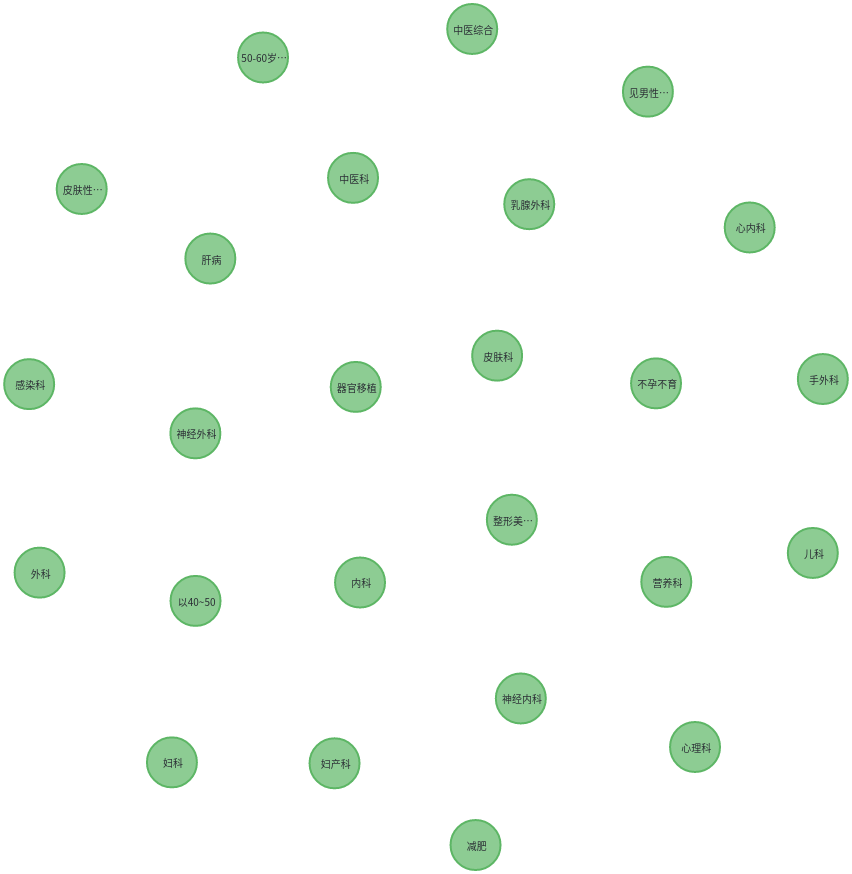 中医综合
50-60岁…
见男性…
中医科
皮肤性…
乳腺外科
心内科
肝病
皮肤科
手外科
不孕不育
感染科
器官移植
神经外科
整形美…
儿科
外科
内科
营养科
以40~50
神经内科
心理科
妇科
妇产科
减肥